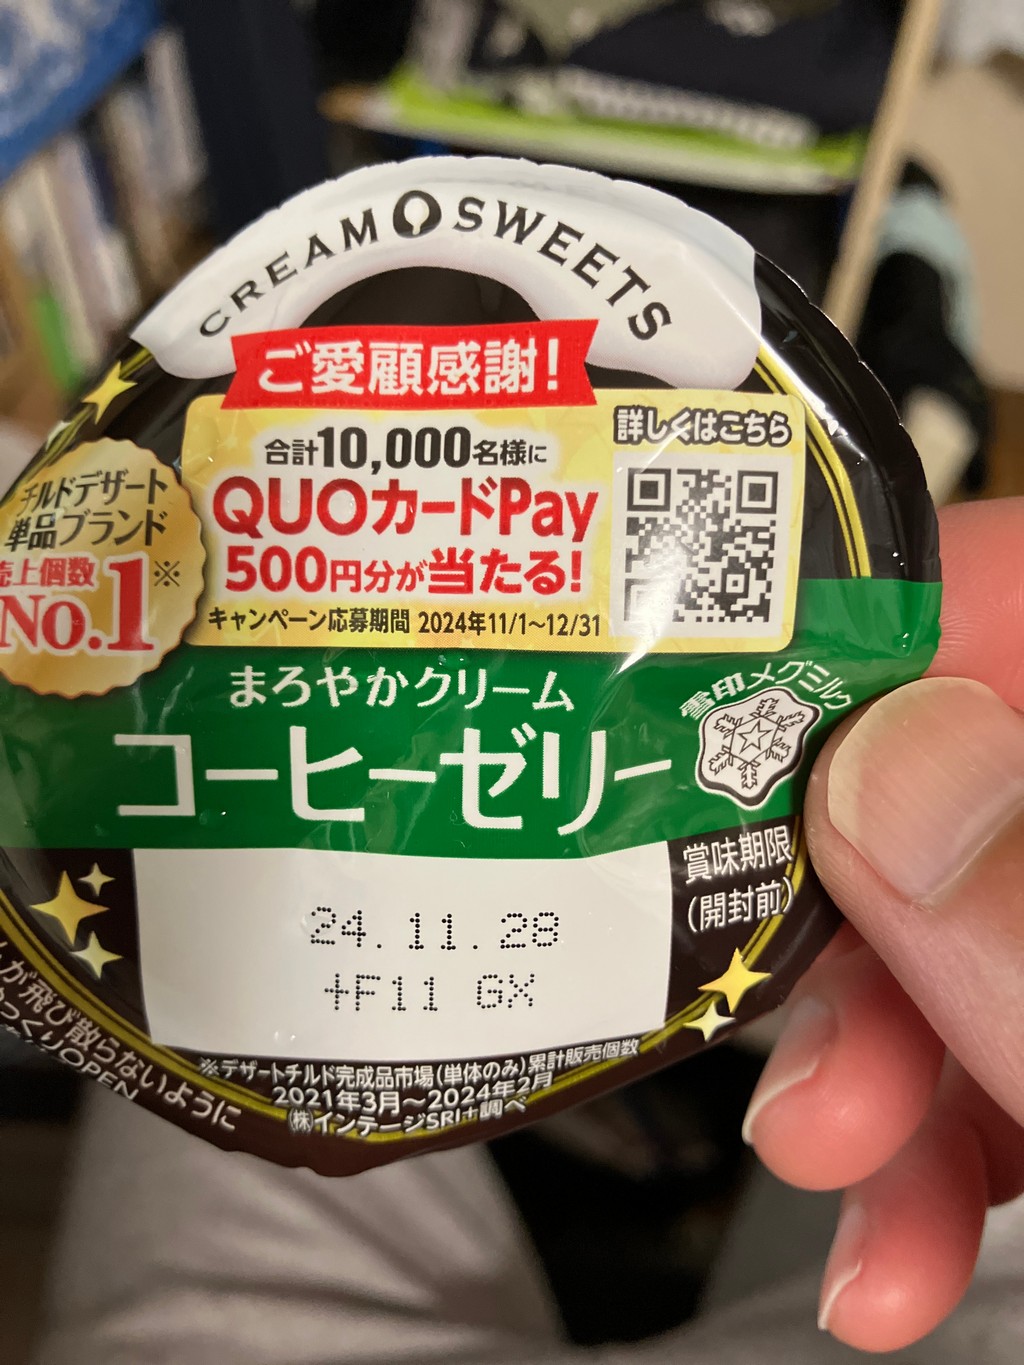 CREAM SWEETS
ご愛顧感謝!
合計10,000名様に
QUOカードPay
500円分が当たる!
キャンペーン応募期間 2024年11/1~12/31
詳しくはこちら
チルドデザート
単品ブランド
売上個数
No.1※
まろやかクリーム
コーヒーゼリー
雪印メグミルク
賞味期限
(開封前)
24.11.28
+F11 GX
※デザートチルド完成品市場(単体のみ)累計販売個数
2021年3月~2024年2月
㈱インテージSRI+調べ
が飛び散らないように
っくりOPEN